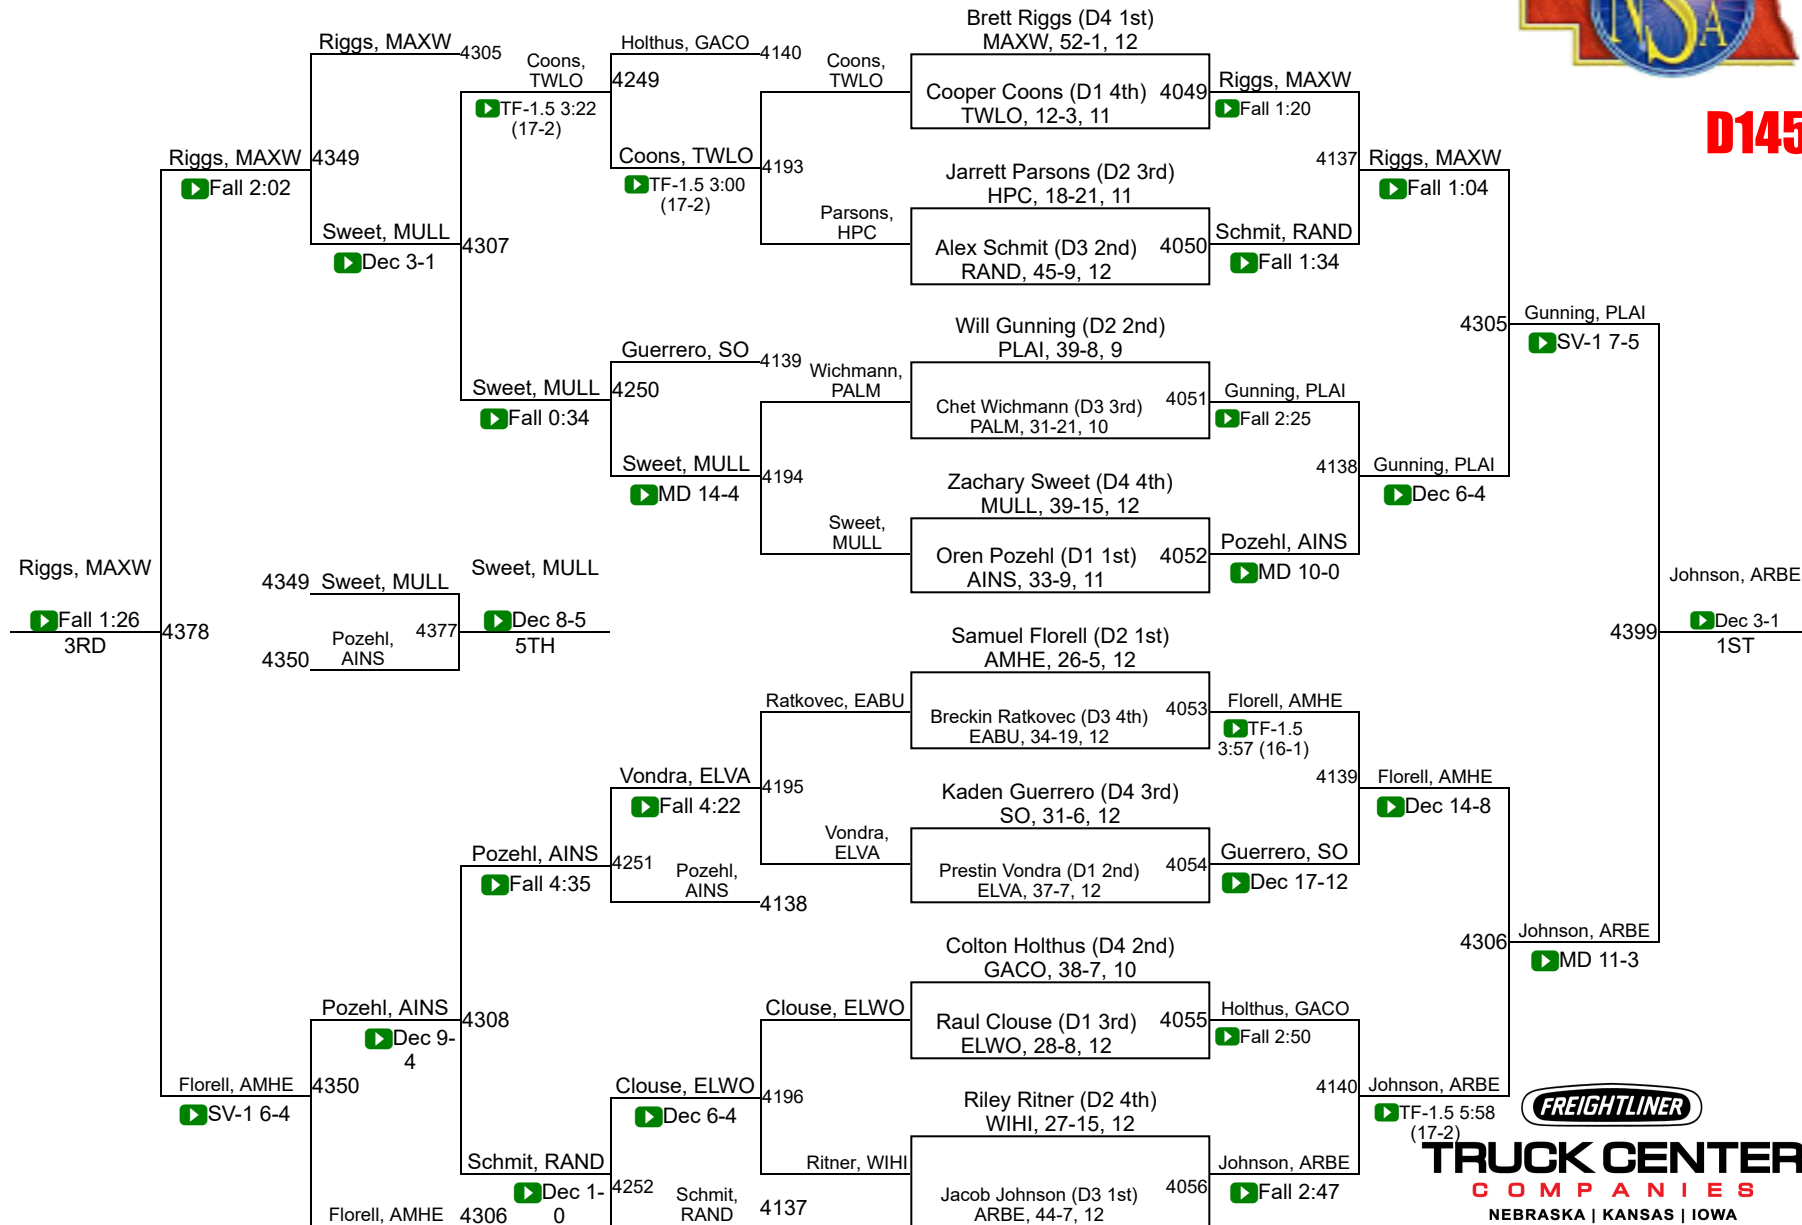 Brett Riggs (D4 1st)
MAXW, 52-1, 12
Riggs, MAXW
4305
Coons,
TWLO
Holthus, GACO
4140
Coons,
TWLO
NSA
4249
TF-1.5 3:22
(17-2)
Cooper Coons (D1 4th)
TWLO, 12-3, 11
4049
Riggs, MAXW
Fall 1:20
D145
Riggs, MAXW
4349
Fall 2:02
Coons, TWLO
4193
TF-1.5 3:00
(17-2)
Jarrett Parsons (D2 3rd)
HPC, 18-21, 11
4137
Riggs, MAXW
Fall 1:04
Sweet, MULL
4307
Dec 3-1
Parsons,
HPC
Alex Schmit (D3 2nd)
RAND, 45-9, 12
4050
Schmit, RAND
Fall 1:34
Will Gunning (D2 2nd)
PLAI, 39-8, 9
4305
Gunning, PLAI
SV-1 7-5
Guerrero, SO
4139
Wichmann,
PALM
Sweet, MULL
4250
Fall 0:34
Chet Wichmann (D3 3rd)
PALM, 31-21, 10
4051
Gunning, PLAI
Fall 2:25
Sweet, MULL
4194
MD 14-4
Zachary Sweet (D4 4th)
MULL, 39-15, 12
4138
Gunning, PLAI
Dec 6-4
Sweet,
MULL
Oren Pozehl (D1 1st)
AINS, 33-9, 11
4052
Pozehl, AINS
MD 10-0
Riggs, MAXW
Fall 1:26
3RD
4378
4349
Sweet, MULL
4350
Pozehl,
AINS
4377
Sweet, MULL
Dec 8-5
5TH
Johnson, ARBE
4399
Dec 3-1
1ST
Samuel Florell (D2 1st)
AMHE, 26-5, 12
Ratkovec, EABU
Breckin Ratkovec (D3 4th)
EABU, 34-19, 12
4053
Florell, AMHE
TF-1.5
3:57 (16-1)
Vondra, ELVA
4195
Fall 4:22
Kaden Guerrero (D4 3rd)
SO, 31-6, 12
4139
Florell, AMHE
Dec 14-8
Pozehl, AINS
4251
Fall 4:35
Pozehl,
AINS
4138
Vondra,
ELVA
Prestin Vondra (D1 2nd)
ELVA, 37-7, 12
4054
Guerrero, SO
Dec 17-12
Colton Holthus (D4 2nd)
GACO, 38-7, 10
4306
Johnson, ARBE
MD 11-3
Pozehl, AINS
4308
Dec 9-
4
Clouse, ELWO
Raul Clouse (D1 3rd)
ELWO, 28-8, 12
4055
Holthus, GACO
Fall 2:50
Florell, AMHE
4350
SV-1 6-4
Clouse, ELWO
4196
Dec 6-4
Riley Ritner (D2 4th)
WIHI, 27-15, 12
4140
Johnson, ARBE
TF-1.5 5:58
(17-2)
FREIGHTLINER
TRUCK CENTER
COMPANIES
NEBRASKA | KANSAS | IOWA
Schmit, RAND
4252
Dec 1-
0
Ritner, WIHI
Jacob Johnson (D3 1st)
ARBE, 44-7, 12
4056
Johnson, ARBE
Fall 2:47
Florell, AMHE
4306
Schmit,
RAND
4137